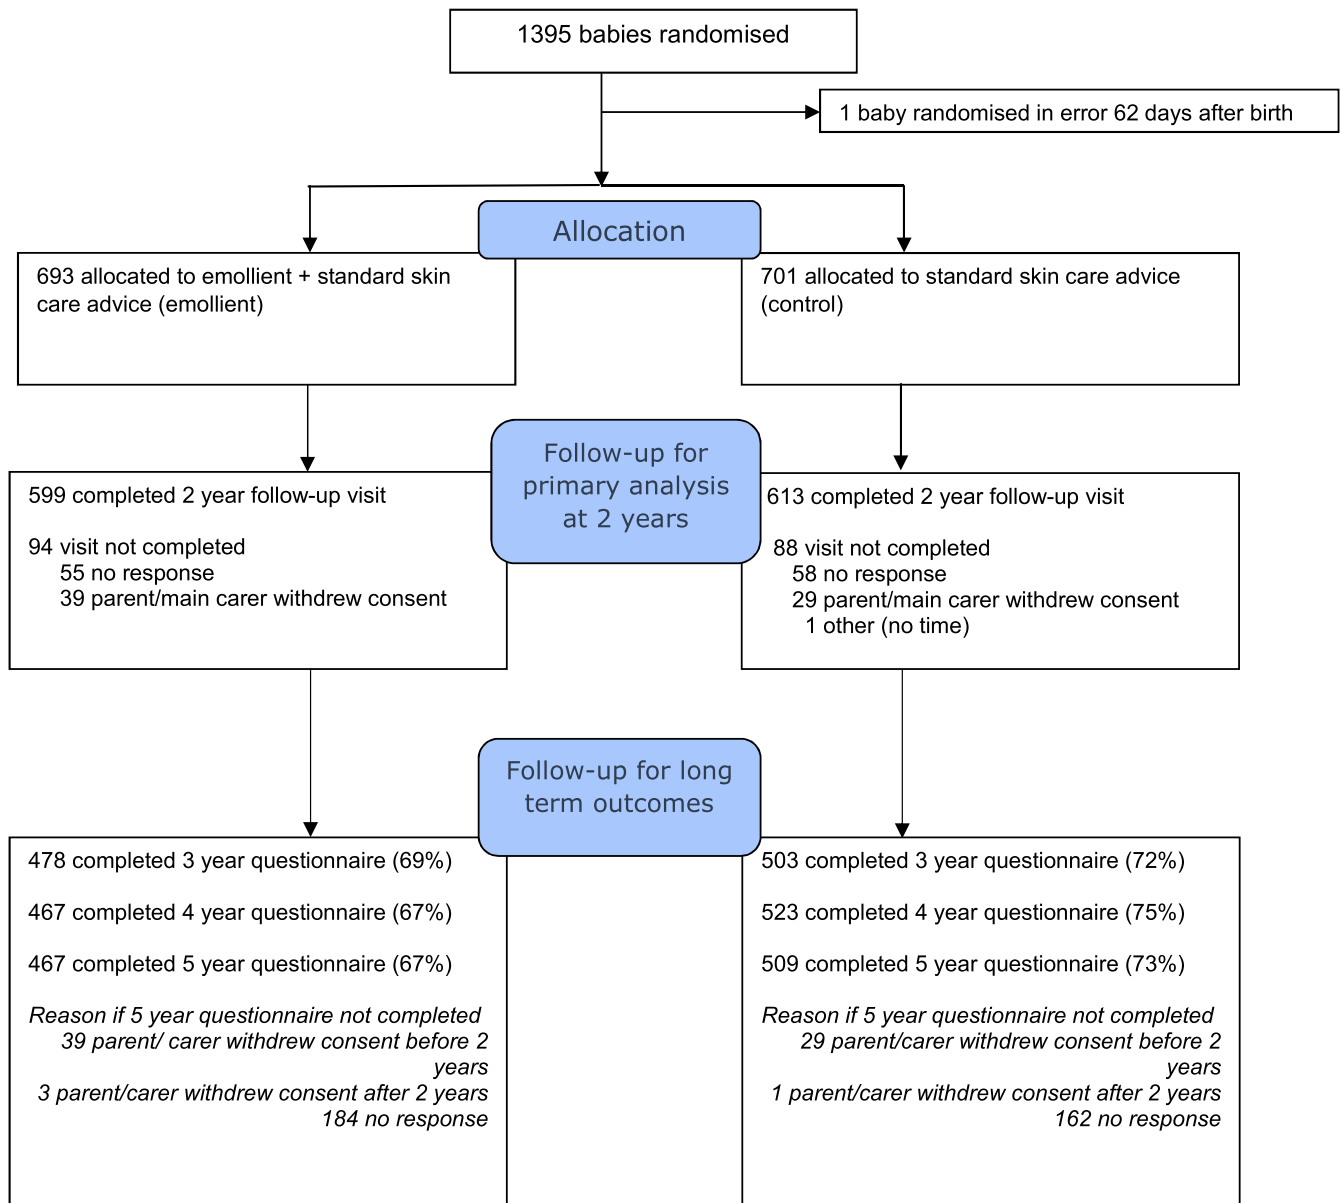 1395 babies randomised
1 baby randomised in error 62 days after birth
Allocation
693 allocated to emollient + standard skin
care advice (emollient)
701 allocated to standard skin care advice
(control)
Follow-up for
primary analysis
at 2 years
599 completed 2 year follow-up visit
94 visit not completed
55 no response
39 parent/main carer withdrew consent
613 completed 2 year follow-up visit
88 visit not completed
58 no response
29 parent/main carer withdrew consent
1 other (no time)
Follow-up for long
term outcomes
478 completed 3 year questionnaire (69%)
467 completed 4 year questionnaire (67%)
467 completed 5 year questionnaire (67%)
Reason if 5 year questionnaire not completed
39 parent/ carer withdrew consent before 2
years
3 parent/carer withdrew consent after 2 years
184 no response
503 completed 3 year questionnaire (72%)
523 completed 4 year questionnaire (75%)
509 completed 5 year questionnaire (73%)
Reason if 5 year questionnaire not completed
29 parent/carer withdrew consent before 2
years
1 parent/carer withdrew consent after 2 years
162 no response